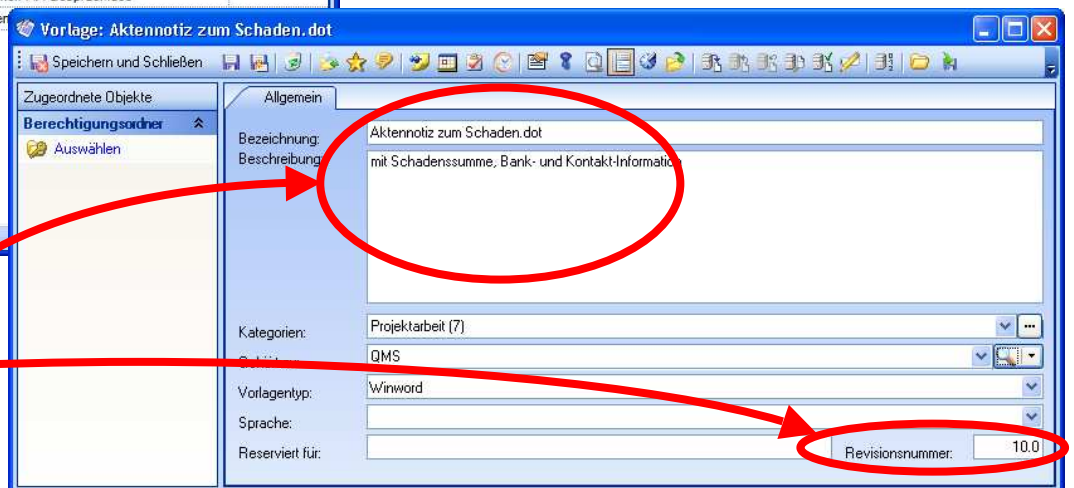 Vorlage: Aktennotiz zum Schaden.dot
Speichern und Schließen
Zugeordnete Objekte
Berechtigungsordner
Auswählen
Allgemein
Bezeichnung: Aktennotiz zum Schaden.dot
Beschreibung: mit Schadenssumme, Bank- und Kontakt-Information
Kategorien: Projektarbeit (7)
QMS
Vorlagentyp: Winword
Sprache:
Reserviert für:
Revisionsnummer: 10.0